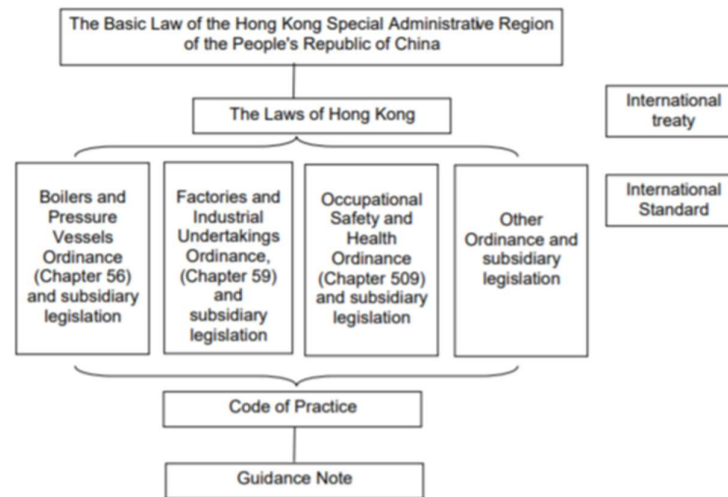 The Basic Law of the Hong Kong Special Administrative Region
of the People's Republic of China
The Laws of Hong Kong
International
treaty
Boilers and
Pressure
Vessels
Ordinance
(Chapter 56)
and subsidiary
legislation
Factories and
Industrial
Undertakings
Ordinance,
(Chapter 59)
and
subsidiary
legislation
Occupational
Safety and
Health
Ordinance
(Chapter 509)
and subsidiary
legislation
Other
Ordinance and
subsidiary
legislation
International
Standard
Code of Practice
Guidance Note